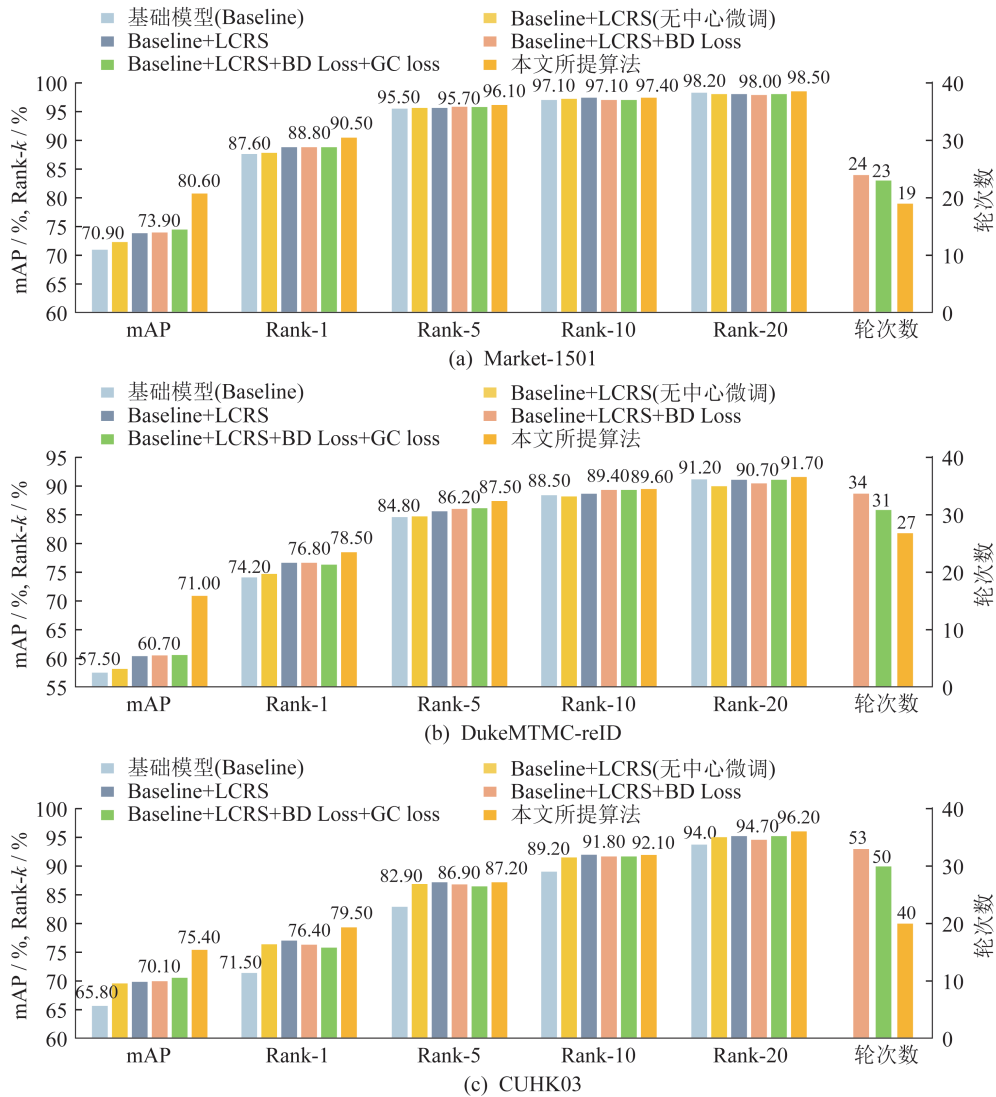 基础模型(Baseline) Baseline+LCRS(无中心微调)
Baseline+LCRS Baseline+LCRS+BD Loss
Baseline+LCRS+BD Loss+GC loss 本文所提算法
mAP / %, Rank-k / %
100
95
90
85
80
75
70
65
60
70.90 73.90 80.60
87.60 88.80 90.50
95.50 95.70 96.10
97.10 97.10 97.40
98.20 98.00 98.50
24 23 19
40
30
20
10
0
轮次数
mAP Rank-1 Rank-5 Rank-10 Rank-20 轮次数
(a) Market-1501
基础模型(Baseline) Baseline+LCRS(无中心微调)
Baseline+LCRS Baseline+LCRS+BD Loss
Baseline+LCRS+BD Loss+GC loss 本文所提算法
mAP / %, Rank-k / %
95
90
85
80
75
70
65
60
55
57.50 60.70 71.00
74.20 76.80 78.50
84.80 86.20 87.50
88.50 89.40 89.60
91.20 90.70 91.70
34 31 27
40
30
20
10
0
轮次数
mAP Rank-1 Rank-5 Rank-10 Rank-20 轮次数
(b) DukeMTMC-reID
基础模型(Baseline) Baseline+LCRS(无中心微调)
Baseline+LCRS Baseline+LCRS+BD Loss
Baseline+LCRS+BD Loss+GC loss 本文所提算法
mAP / %, Rank-k / %
100
95
90
85
80
75
70
65
60
65.80 70.10 75.40
71.50 76.40 79.50
82.90 86.90 87.20
89.20 91.80 92.10
94.0 94.70 96.20
53 50 40
40
30
20
10
0
轮次数
mAP Rank-1 Rank-5 Rank-10 Rank-20 轮次数
(c) CUHK03